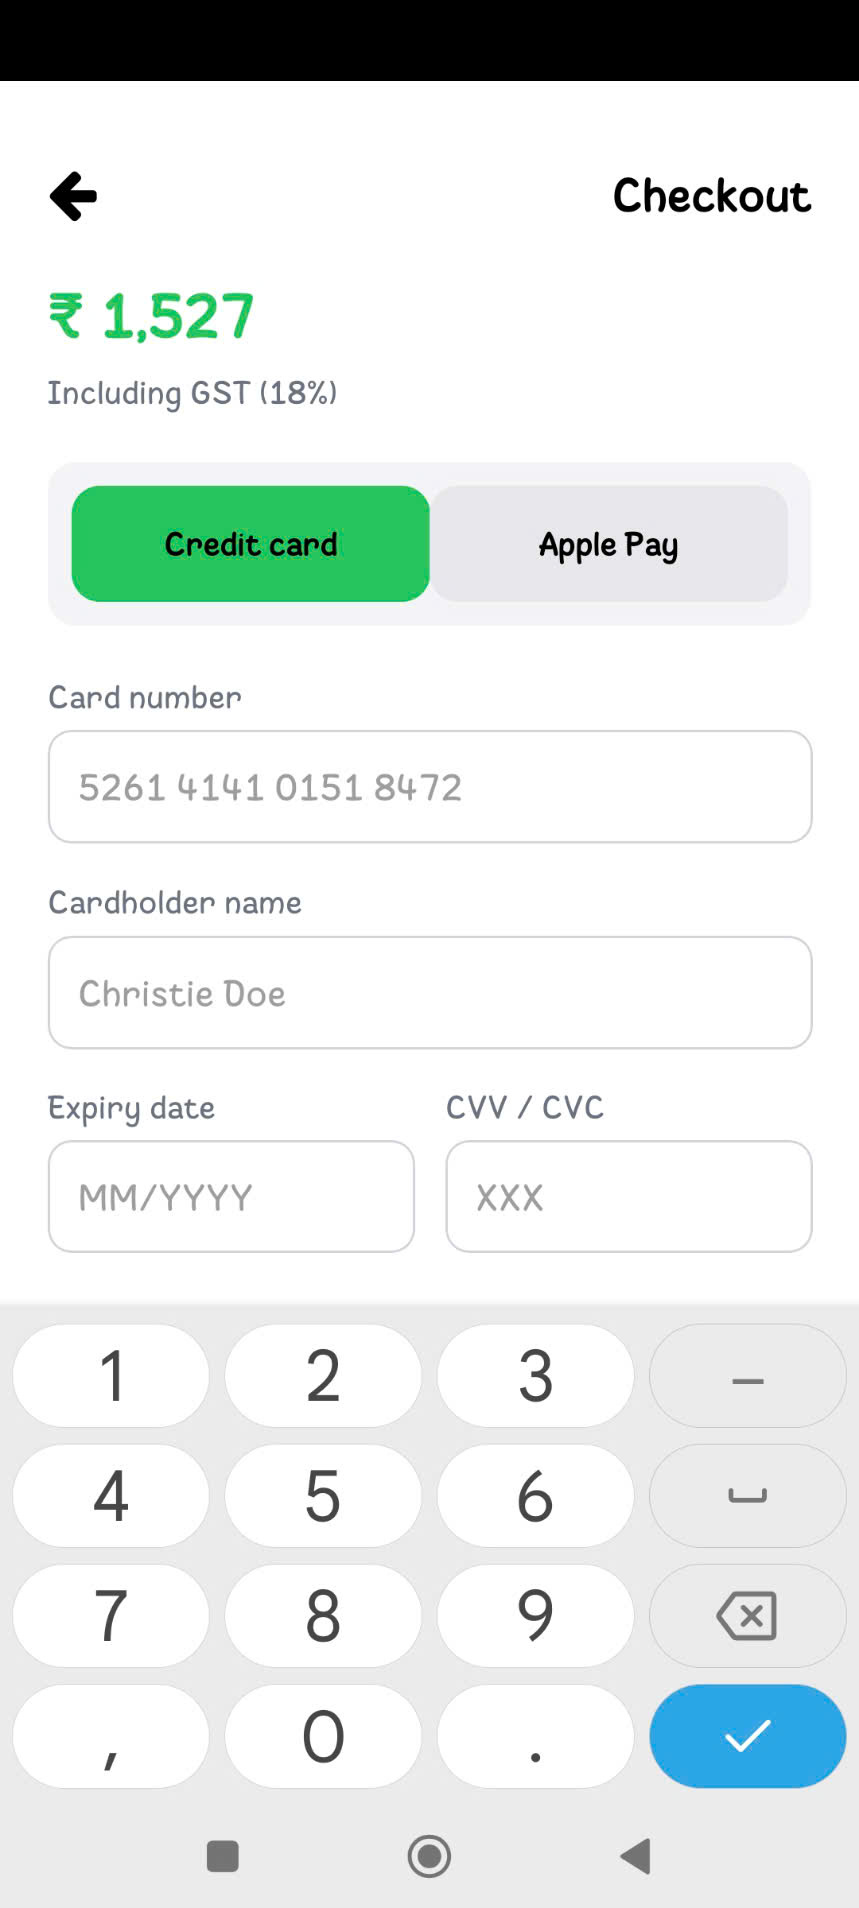 Checkout
₹ 1,527
Including GST (18%)
Credit card Apple Pay
Card number
5261 4141 0151 8472
Cardholder name
Christie Doe
Expiry date CVV / CVC
MM/YYYY XXX
1 2 3 –
4 5 6
7 8 9
, 0 .